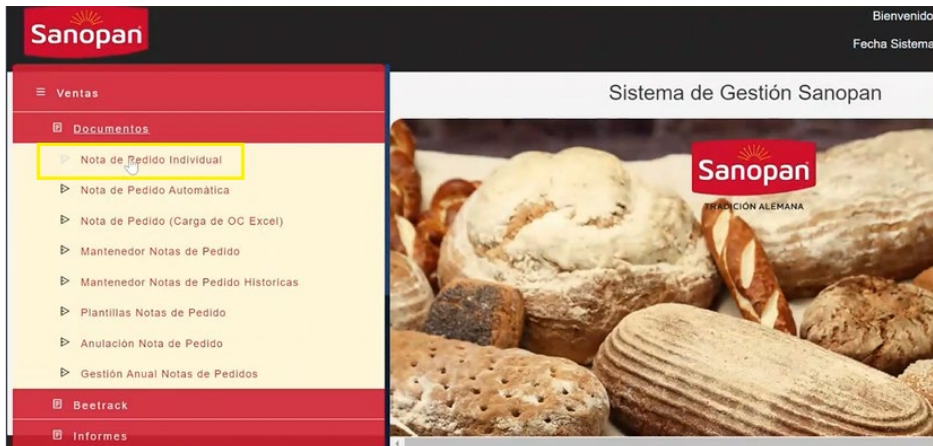 Sanopan
Bienvenido
Fecha Sistema
Ventas
Documentos
Nota de Pedido Individual
Nota de Pedido Automática
Nota de Pedido (Carga de OC Excel)
Mantenedor Notas de Pedido
Mantenedor Notas de Pedido Historicas
Plantillas Notas de Pedido
Anulación Nota de Pedido
Gestión Anual Notas de Pedidos
Beetrack
Informes
Sistema de Gestión Sanopan
Sanopan
TRADICIÓN ALEMANA